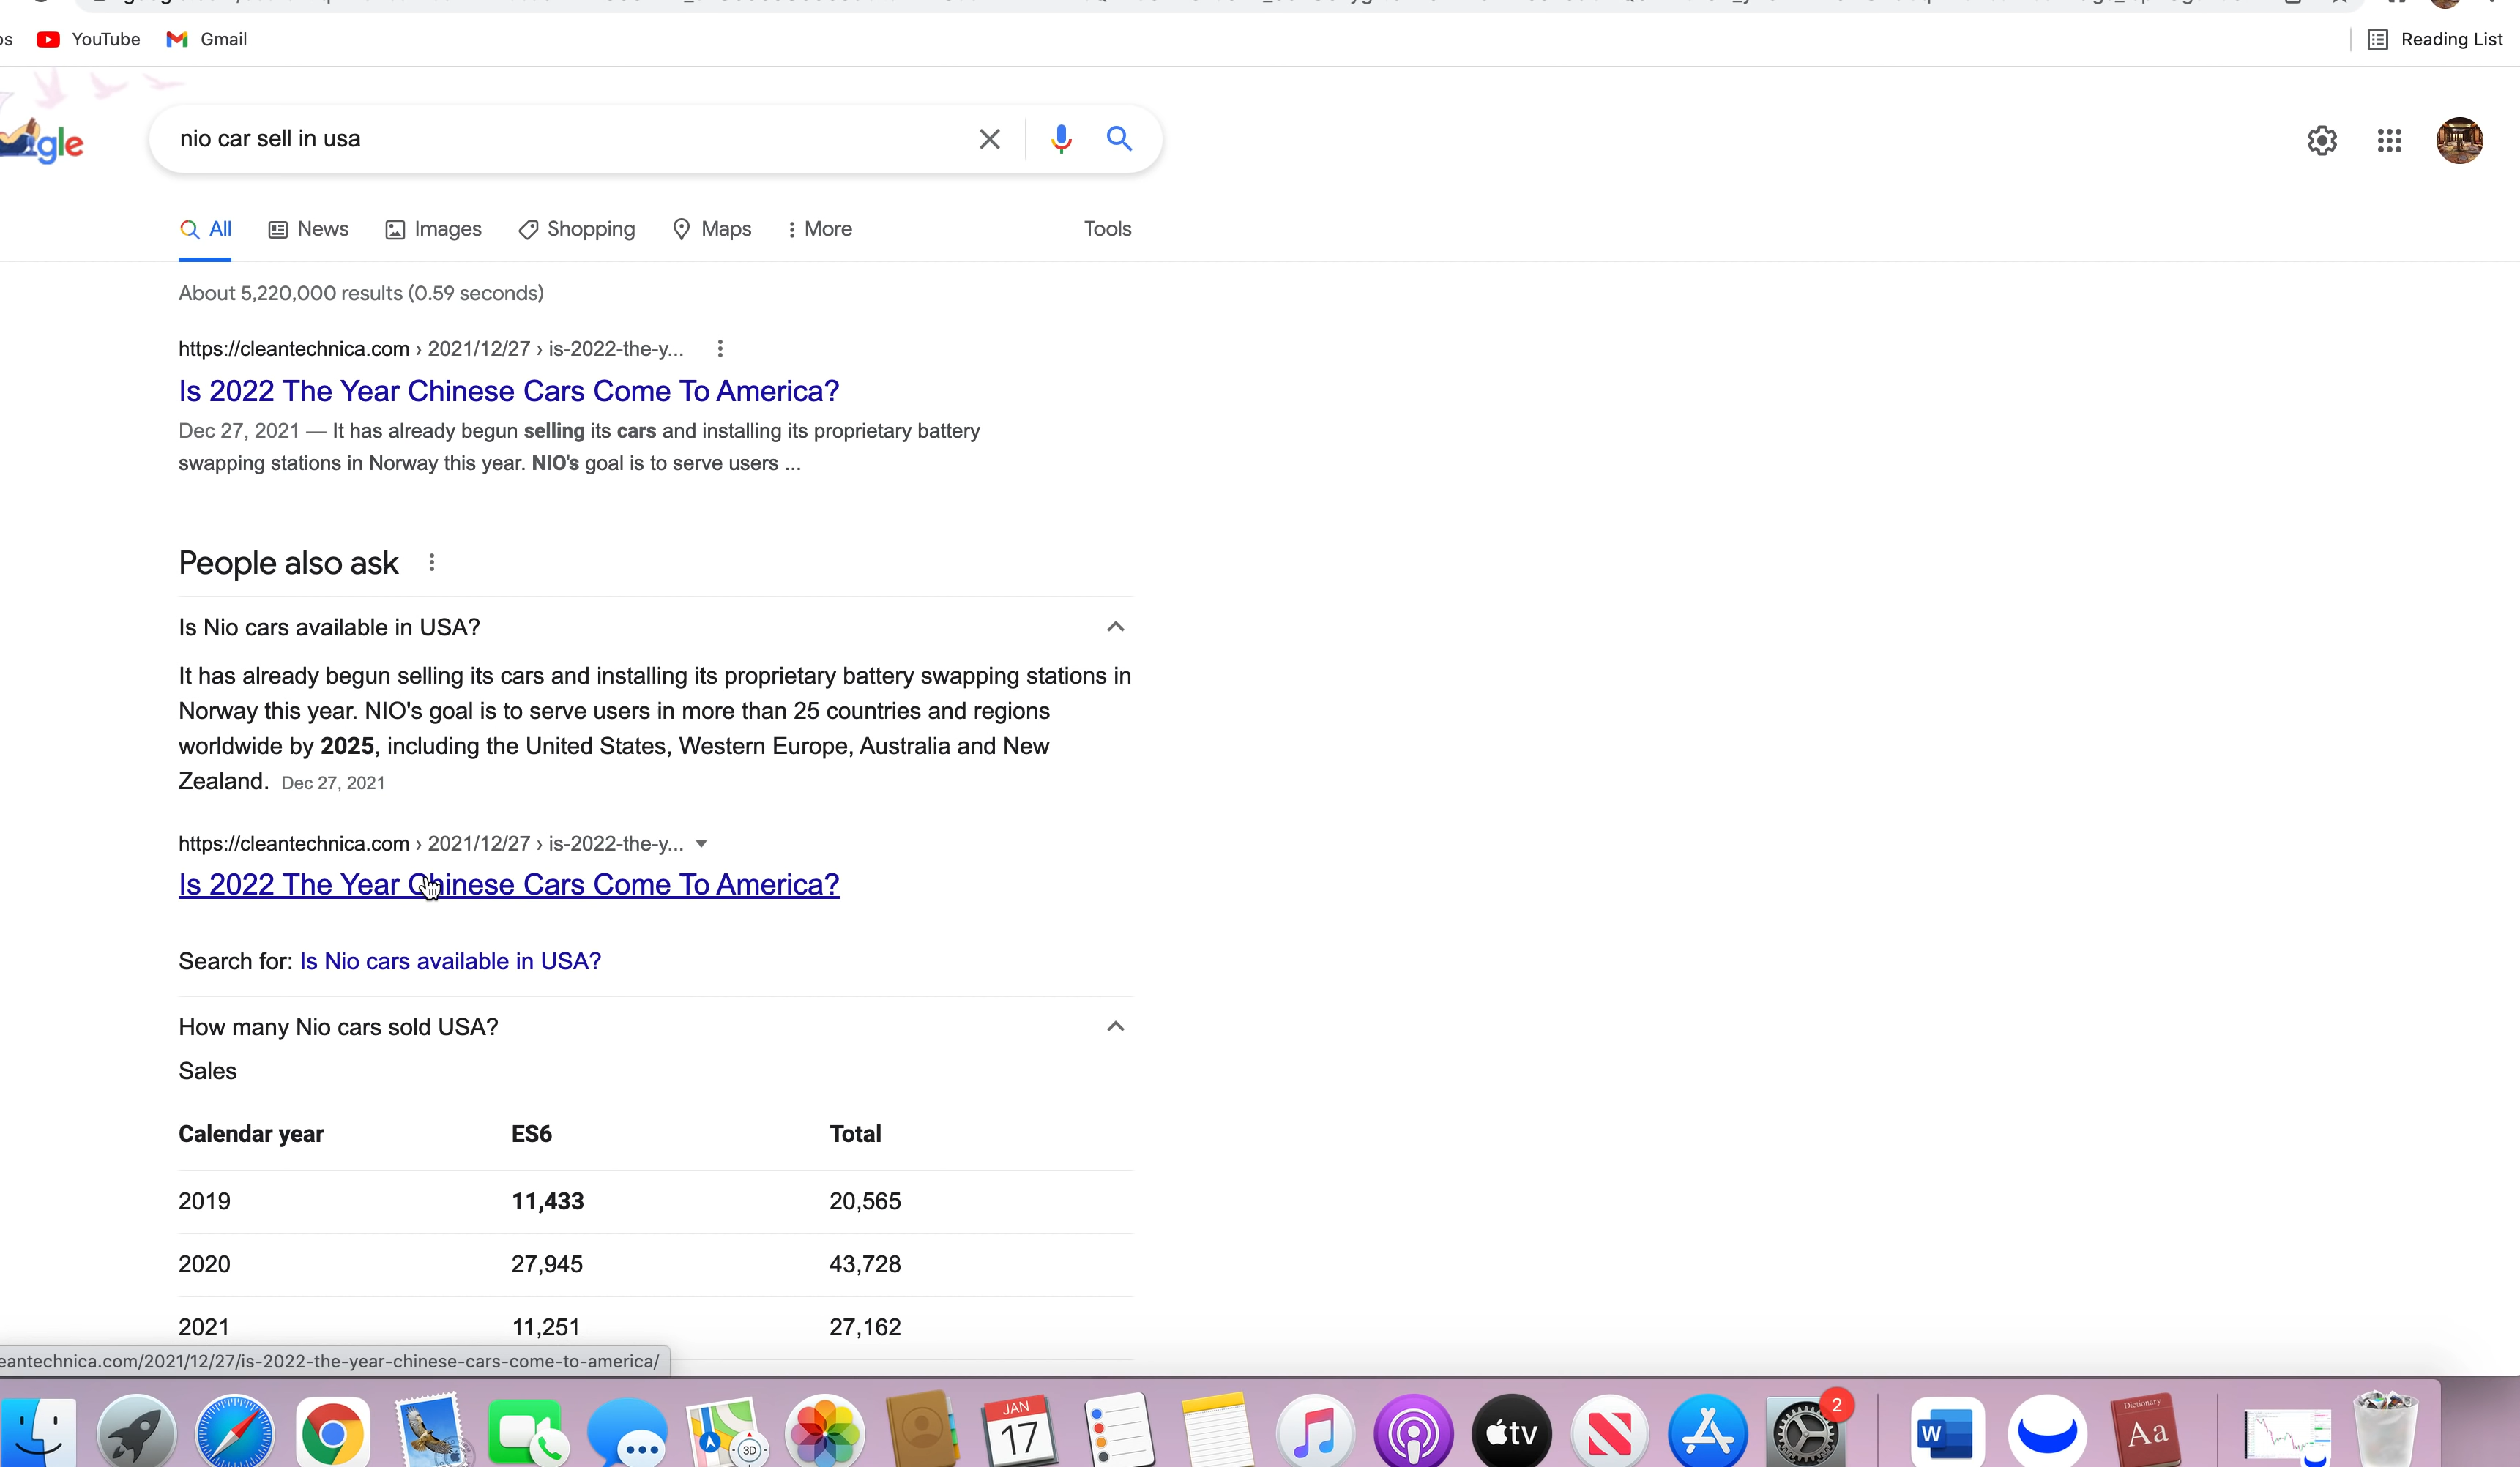 YouTube Gmail Reading List
gle
nio car sell in usa
All News Images Shopping Maps More Tools
About 5,220,000 results (0.59 seconds)
https://cleantechnica.com › 2021/12/27 › is-2022-the-y...
Is 2022 The Year Chinese Cars Come To America?
Dec 27, 2021 — It has already begun selling its cars and installing its proprietary battery
swapping stations in Norway this year. NIO's goal is to serve users ...
People also ask
Is Nio cars available in USA?
It has already begun selling its cars and installing its proprietary battery swapping stations in
Norway this year. NIO's goal is to serve users in more than 25 countries and regions
worldwide by 2025, including the United States, Western Europe, Australia and New
Zealand. Dec 27, 2021
https://cleantechnica.com › 2021/12/27 › is-2022-the-y...
Is 2022 The Year Chinese Cars Come To America?
Search for: Is Nio cars available in USA?
How many Nio cars sold USA?
Sales
Calendar year ES6 Total
2019 11,433 20,565
2020 27,945 43,728
2021 11,251 27,162
eantechnica.com/2021/12/27/is-2022-the-year-chinese-cars-come-to-america/
3D
JAN
17
tv
2
W
Dictionary
Aa